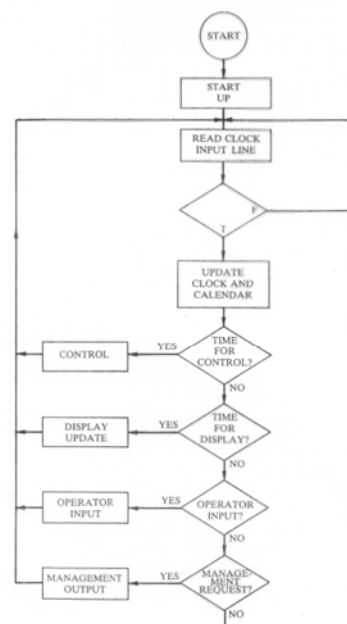 START
START
UP
READ CLOCK
INPUT LINE
F
T
UPDATE
CLOCK AND
CALENDAR
TIME
FOR
CONTROL?
YES
CONTROL
NO
TIME
FOR
DISPLAY?
YES
DISPLAY
UPDATE
NO
OPERATOR
INPUT?
YES
OPERATOR
INPUT
NO
MANAGE-
MENT
REQUEST?
YES
MANAGEMENT
OUTPUT
NO